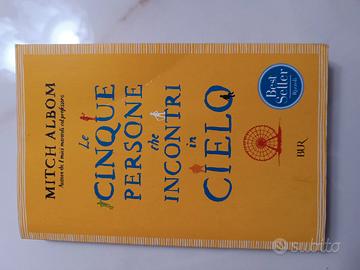 MITCH ALBOM
Autore de I miei martedì col professore
Le
CINQUE
PERSONE
che
INCONTRI
in
CIELO
Best
Seller
BUR
subito